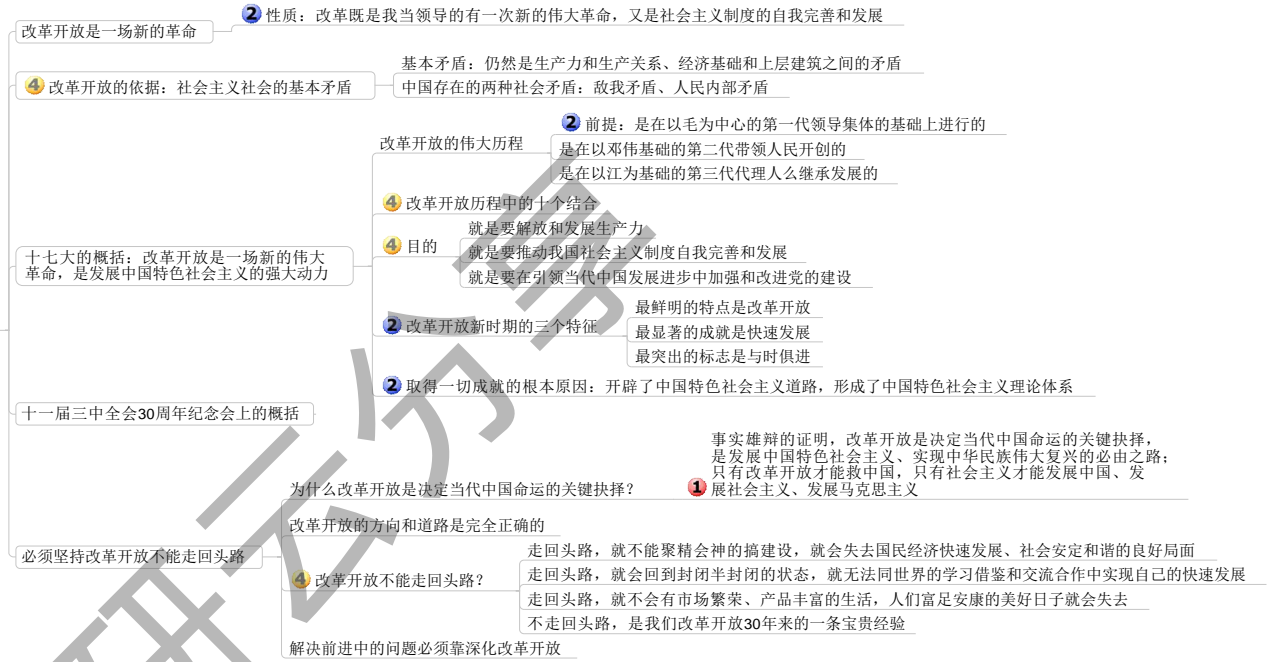 改革开放是一场新的革命
2 性质：改革既是我当领导的有一次新的伟大革命，又是社会主义制度的自我完善和发展
4 改革开放的依据：社会主义社会的基本矛盾
基本矛盾：仍然是生产力和生产关系、经济基础和上层建筑之间的矛盾
中国存在的两种社会矛盾：敌我矛盾、人民内部矛盾
十七大的概括：改革开放是一场新的伟大
革命，是发展中国特色社会主义的强大动力
改革开放的伟大历程
2 前提：是在以毛为中心的第一代领导集体的基础上进行的
是在以邓伟基础的第二代带领人民开创的
是在以江为基础的第三代代理人么继承发展的
4 改革开放历程中的十个结合
4 目的
就是要解放和发展生产力
就是要推动我国社会主义制度自我完善和发展
就是要在引领当代中国发展进步中加强和改进党的建设
2 改革开放新时期的三个特征
最鲜明的特点是改革开放
最显著的成就是快速发展
最突出的标志是与时俱进
2 取得一切成就的根本原因：开辟了中国特色社会主义道路，形成了中国特色社会主义理论体系
十一届三中全会30周年纪念会上的概括
必须坚持改革开放不能走回头路
为什么改革开放是决定当代中国命运的关键抉择？
1 事实雄辩的证明，改革开放是决定当代中国命运的关键抉择，
是发展中国特色社会主义、实现中华民族伟大复兴的必由之路；
只有改革开放才能救中国，只有社会主义才能发展中国、发
展社会主义、发展马克思主义
改革开放的方向和道路是完全正确的
4 改革开放不能走回头路？
走回头路，就不能聚精会神的搞建设，就会失去国民经济快速发展、社会安定和谐的良好局面
走回头路，就会回到封闭半封闭的状态，就无法同世界的学习借鉴和交流合作中实现自己的快速发展
走回头路，就不会有市场繁荣、产品丰富的生活，人们富足安康的美好日子就会失去
不走回头路，是我们改革开放30年来的一条宝贵经验
解决前进中的问题必须靠深化改革开放
研云分享